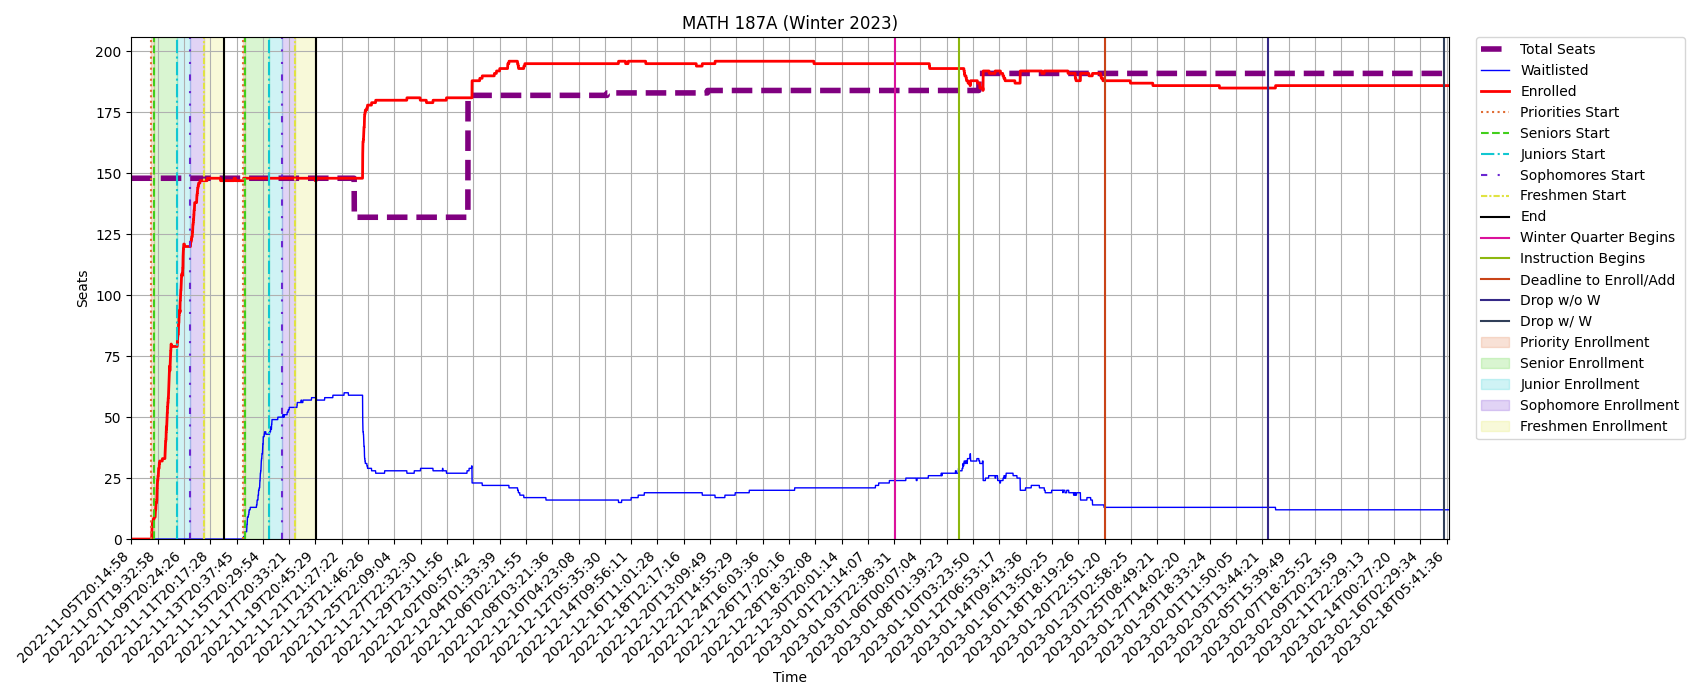 MATH 187A (Winter 2023)
200
175
150
125
100
75
50
25
0
Seats
2022-11-05T20:14:58
2022-11-07T19:32:58
2022-11-09T20:24:26
2022-11-11T20:17:28
2022-11-13T20:37:45
2022-11-15T20:29:54
2022-11-17T20:33:21
2022-11-19T20:45:29
2022-11-21T21:27:22
2022-11-23T21:46:26
2022-11-25T22:09:04
2022-11-27T22:32:30
2022-11-29T23:11:56
2022-12-02T00:57:42
2022-12-04T01:33:39
2022-12-06T02:21:55
2022-12-08T03:21:36
2022-12-10T04:23:08
2022-12-12T05:35:30
2022-12-14T09:56:11
2022-12-16T11:01:28
2022-12-18T12:17:16
2022-12-20T13:09:49
2022-12-22T14:55:29
2022-12-24T16:03:36
2022-12-26T17:20:16
2022-12-28T18:32:08
2022-12-30T20:01:14
2023-01-01T21:14:07
2023-01-03T22:38:31
2023-01-06T00:07:04
2023-01-08T01:39:23
2023-01-10T03:23:50
2023-01-12T06:53:17
2023-01-14T09:43:36
2023-01-16T13:50:25
2023-01-18T18:19:26
2023-01-20T22:51:20
2023-01-23T02:58:25
2023-01-25T08:49:21
2023-01-27T14:02:20
2023-01-29T18:33:24
2023-02-01T11:50:05
2023-02-03T13:44:21
2023-02-05T15:39:49
2023-02-07T18:25:52
2023-02-09T20:23:59
2023-02-11T22:29:13
2023-02-14T00:27:20
2023-02-16T02:29:34
2023-02-18T05:41:36
Time
Total Seats
Waitlisted
Enrolled
Priorities Start
Seniors Start
Juniors Start
Sophomores Start
Freshmen Start
End
Winter Quarter Begins
Instruction Begins
Deadline to Enroll/Add
Drop w/o W
Drop w/ W
Priority Enrollment
Senior Enrollment
Junior Enrollment
Sophomore Enrollment
Freshmen Enrollment